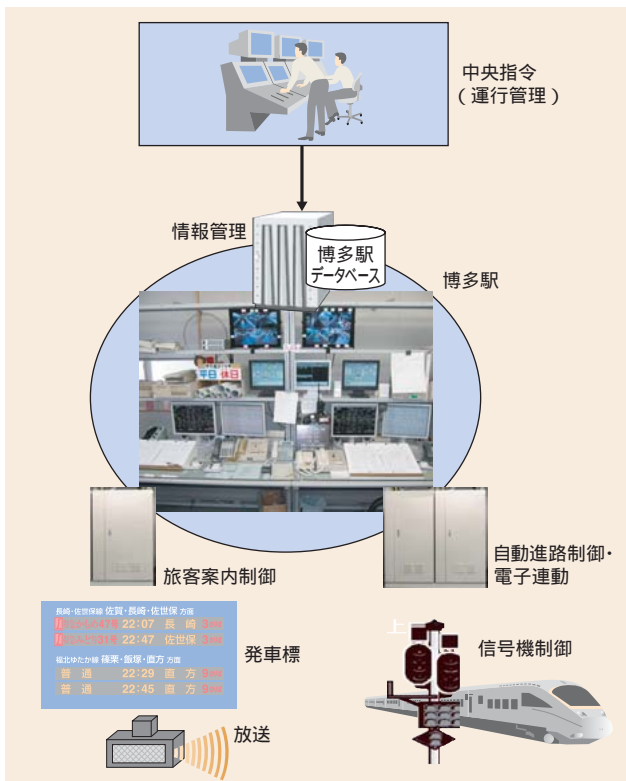 中央指令
(運行管理)
情報管理
博多駅
データベース
博多駅
平日 休日
旅客案内制御
自動進路制御・
電子連動
長崎・佐世保線 佐賀・長崎・佐世保 方面
22:07 長 崎 3
22:47 佐世保 3
福北ゆたか線 篠栗・飯塚・直方 方面
普 通 22:29 直 方 9
普 通 22:45 直 方 9
発車標
放送
上
信号機制御